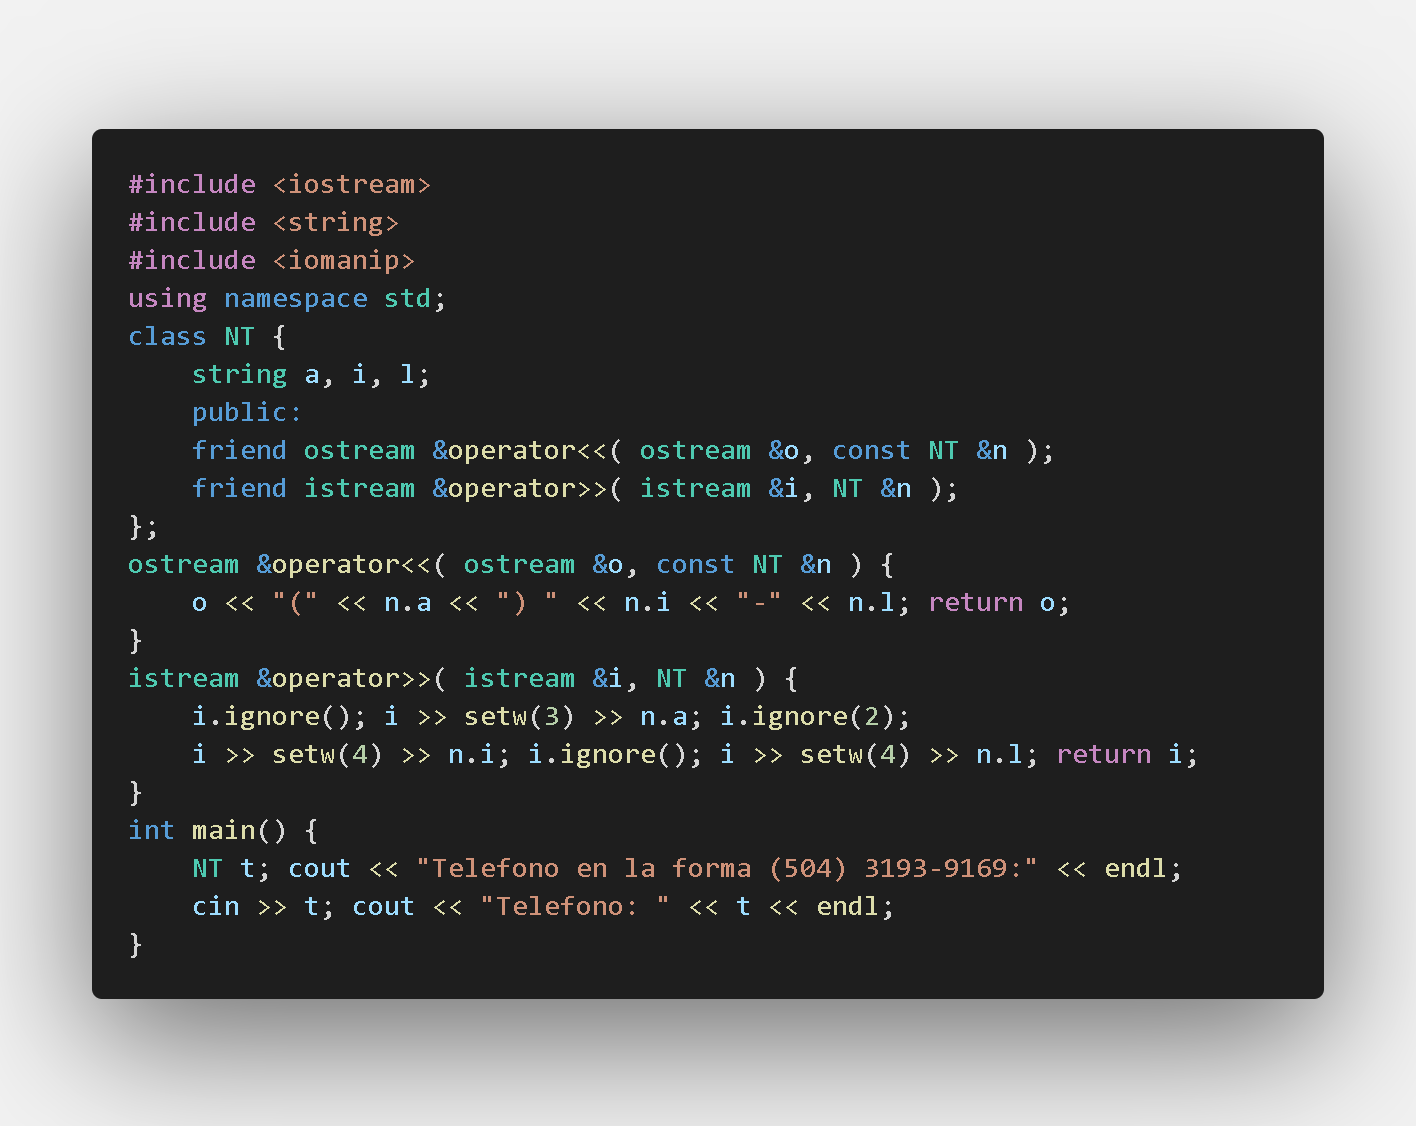 #include <iostream>
#include <string>
#include <iomanip>
using namespace std;
class NT {
    string a, i, l;
    public:
    friend ostream &operator<<( ostream &o, const NT &n );
    friend istream &operator>>( istream &i, NT &n );
};
ostream &operator<<( ostream &o, const NT &n ) {
    o << "(" << n.a << ") " << n.i << "-" << n.l; return o;
}
istream &operator>>( istream &i, NT &n ) {
    i.ignore(); i >> setw(3) >> n.a; i.ignore(2);
    i >> setw(4) >> n.i; i.ignore(); i >> setw(4) >> n.l; return i;
}
int main() {
    NT t; cout << "Telefono en la forma (504) 3193-9169:" << endl;
    cin >> t; cout << "Telefono: " << t << endl;
}